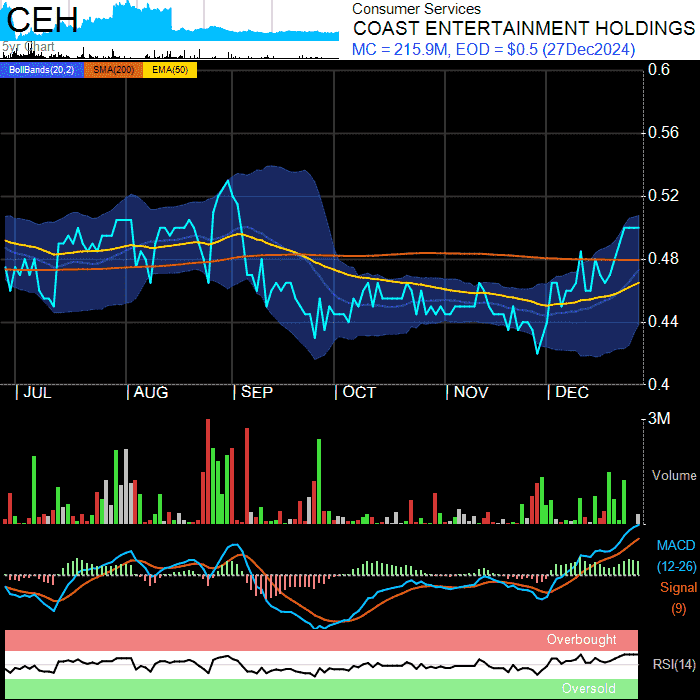 CEH
5yr Chart
Consumer Services
COAST ENTERTAINMENT HOLDINGS
MC = 215.9M, EOD = $0.5 (27Dec2024)
BollBands(20,2) SMA(200) EMA(50)
0.6
0.56
0.52
0.48
0.44
0.4
JUL AUG SEP OCT NOV DEC
3M
Volume
MACD
(12-26)
Signal
(9)
Overbought
RSI(14)
Oversold